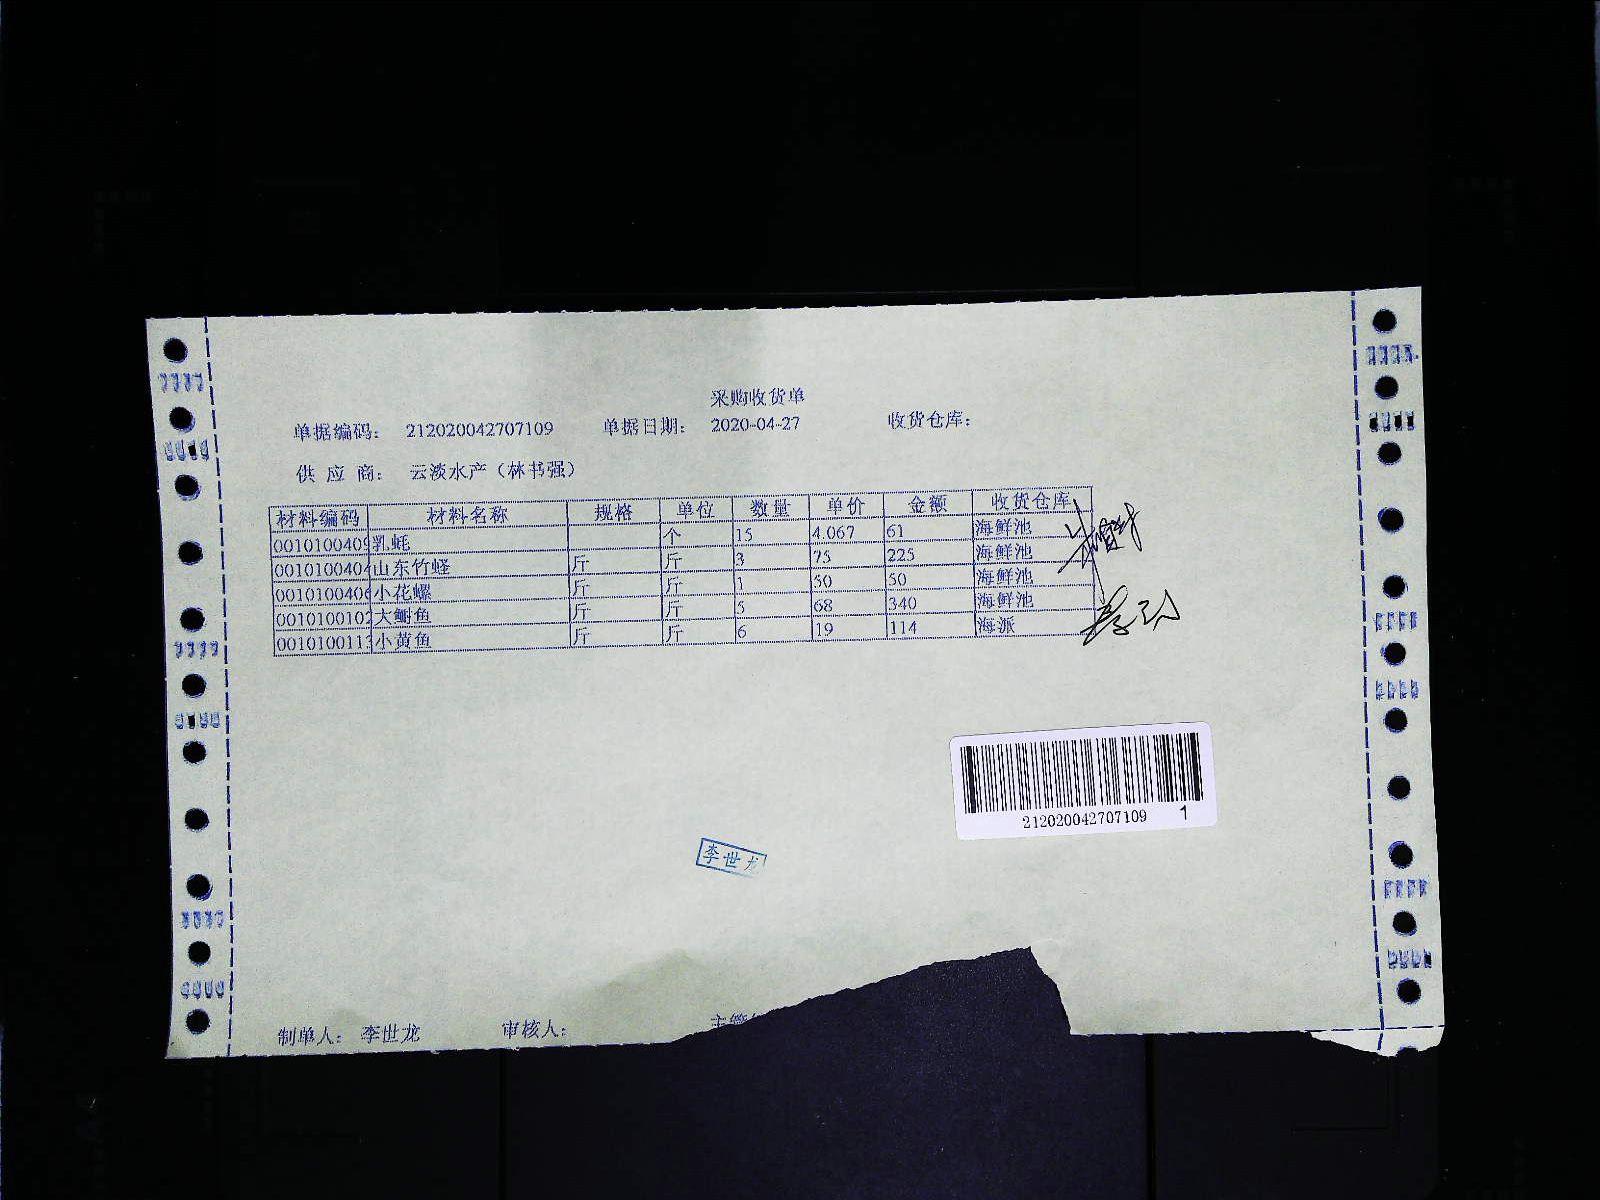 采购收货单
单据编码: 212020042707109 单据日期: 2020-04-27 收货仓库:
供 应 商: 云淡水产（林书强）
材料编码 材料名称 规格 单位 数量 单价 金额 收货仓库
0010100409 乳蚝 个 15 4.067 61 海鲜池
001010040 山东竹蛏 斤 斤 3 75 225 海鲜池
001010040 小花螺 斤 斤 1 50 50 海鲜池
001010010 大鲥鱼 斤 斤 5 68 340 海鲜池
001010011 小黄鱼 斤 斤 6 19 114 海派
212020042707109 1
李世龙
制单人: 李世龙 审核人: